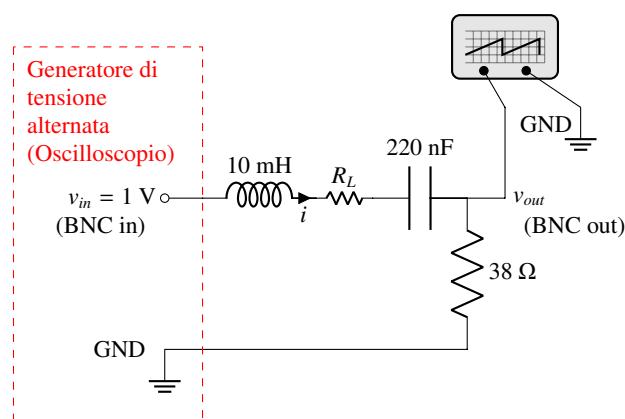 Generatore di
tensione
alternata
(Oscilloscopio)
GND
10 mH
R_L
220 nF
v_in = 1 V
(BNC in)
i
v_out
(BNC out)
38 Ω
GND